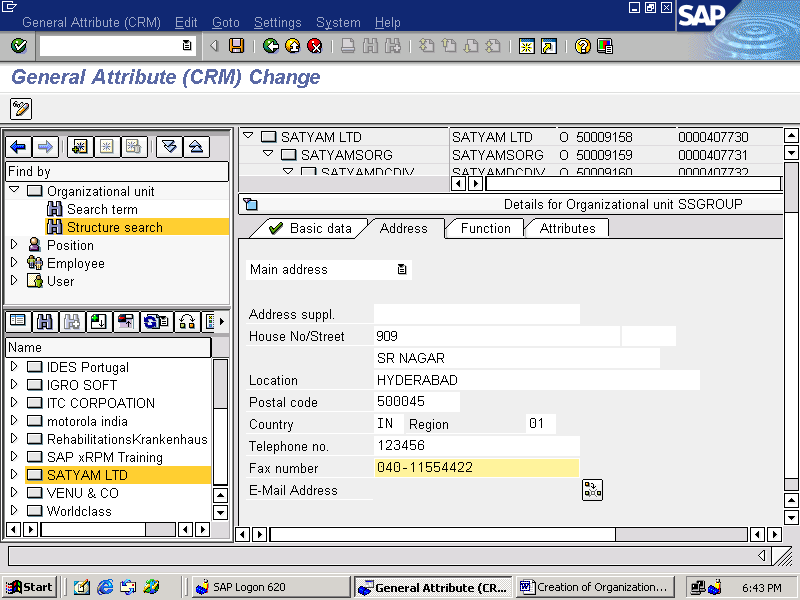 General Attribute (CRM) Edit Goto Settings System Help
SAP
General Attribute (CRM) Change
Find by
Organizational unit
Search term
Structure search
Position
Employee
User
Name
IDES Portugal
IGRO SOFT
ITC CORPOATION
motorola india
RehabilitationsKrankenhaus
SAP xRPM Training
SATYAM LTD
VENU & CO
Worldclass
SATYAM LTD SATYAM LTD O 50009158 0000407730
SATYAMSORG SATYAMSORG O 50009159 0000407731
SATYAMDCDIV SATYAMDCDIV O 50009160 0000407732
Details for Organizational unit SSGROUP
Basic data Address Function Attributes
Main address
Address suppl.
House No/Street 909
SR NAGAR
Location HYDERABAD
Postal code 500045
Country IN Region 01
Telephone no. 123456
Fax number 040-11554422
E-Mail Address
Start SAP Logon 620 General Attribute (CR... Creation of Organization... 6:43 PM